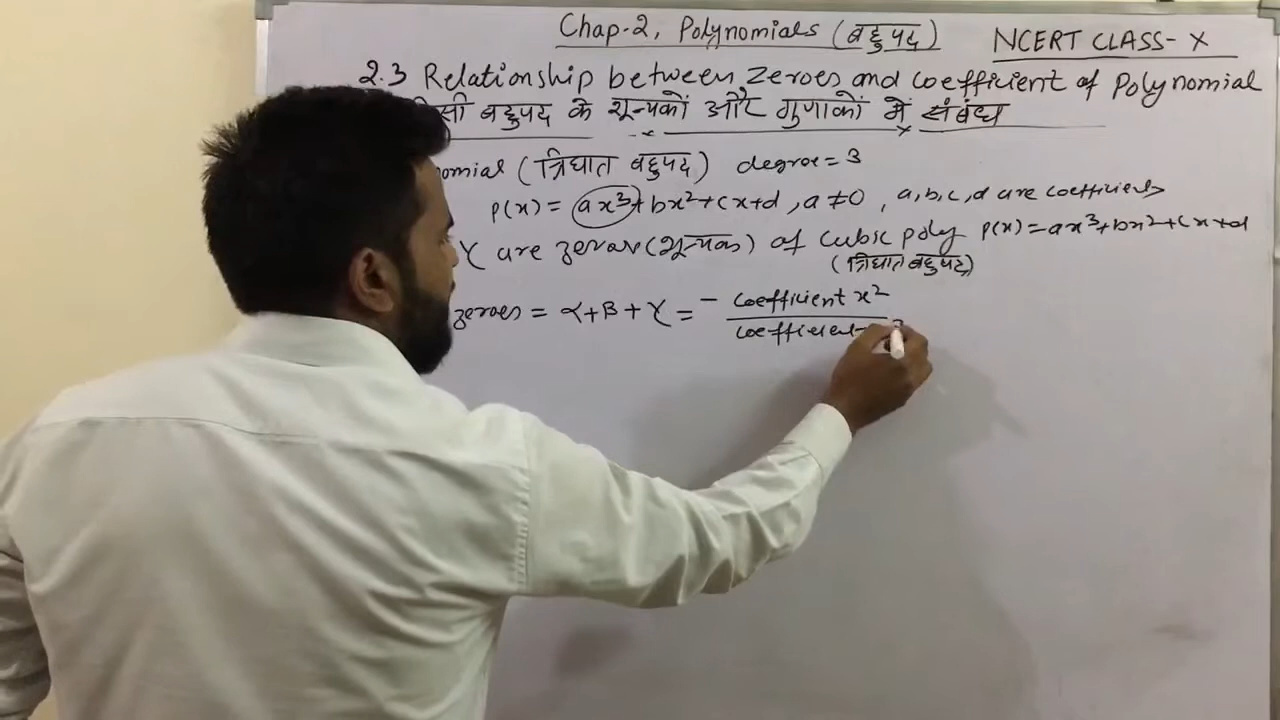 Chap-2, Polynomials (बहुपद) NCERT CLASS- X
2.3 Relationship between zeroes and coefficient of Polynomial
बहुपद के शून्यकों और गुणाकों में संबंध
(त्रिघात बहुपद) degree = 3
P(x) = ax³+bx²+cx+d, a ≠ 0, a, b, c, d are coefficients
γ are zeroes (शून्यक) of cubic poly P(x) = ax³+bx²+cx+d
(त्रिघात बहुपद)
zeroes = α+β+γ = - coefficient x²
coefficient